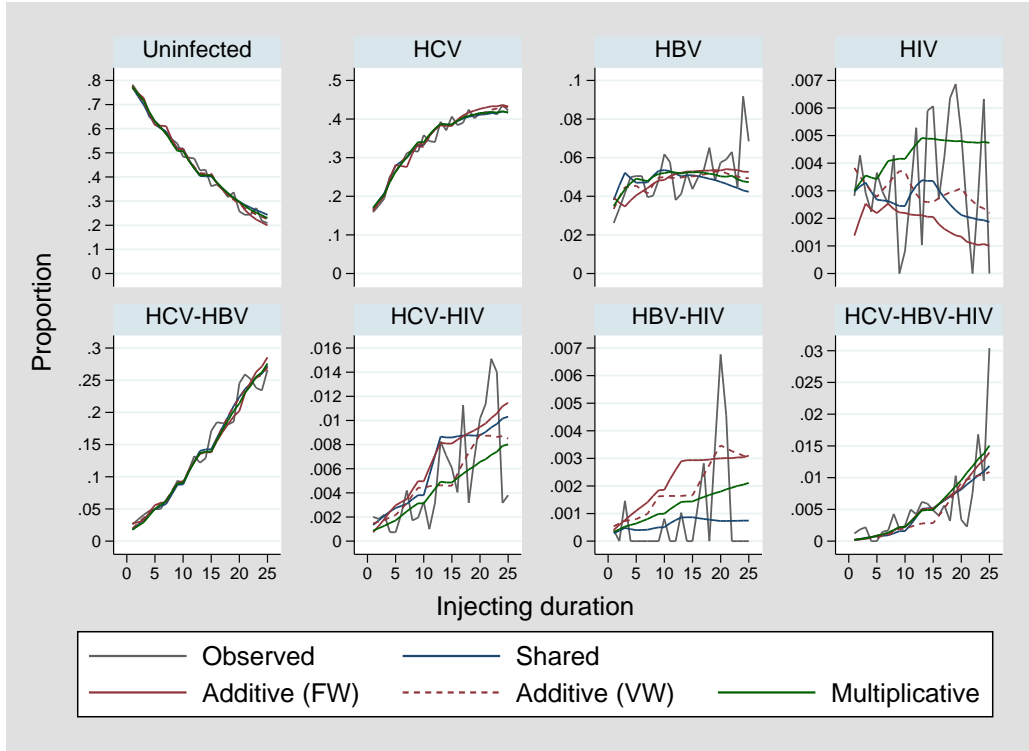 Uninfected HCV HBV HIV
.8 .7 .6 .5 .4 .3 .2 .1 0
.5 .4 .3 .2 .1 0
.1 .08 .06 .04 .02 0
.007 .006 .005 .004 .003 .002 .001 0
Proportion
HCV-HBV HCV-HIV HBV-HIV HCV-HBV-HIV
.3 .25 .2 .15 .1 .05 0
.016 .014 .012 .01 .008 .006 .004 .002 0
.007 .006 .005 .004 .003 .002 .001 0
.03 .025 .02 .015 .01 .005 0
0 5 10 15 20 25 0 5 10 15 20 25 0 5 10 15 20 25 0 5 10 15 20 25
Injecting duration
Observed Shared
Additive (FW) Additive (VW) Multiplicative